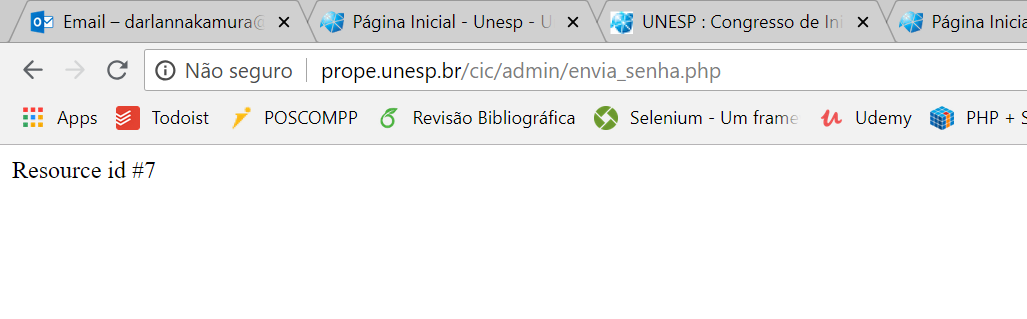 Email – darlannakamura@ Página Inicial - Unesp - U UNESP : Congresso de Ini Página Inicia
Não seguro prope.unesp.br/cic/admin/envia_senha.php
Apps Todoist POSCOMPP Revisão Bibliográfica Selenium - Um frame Udemy PHP + S
Resource id #7